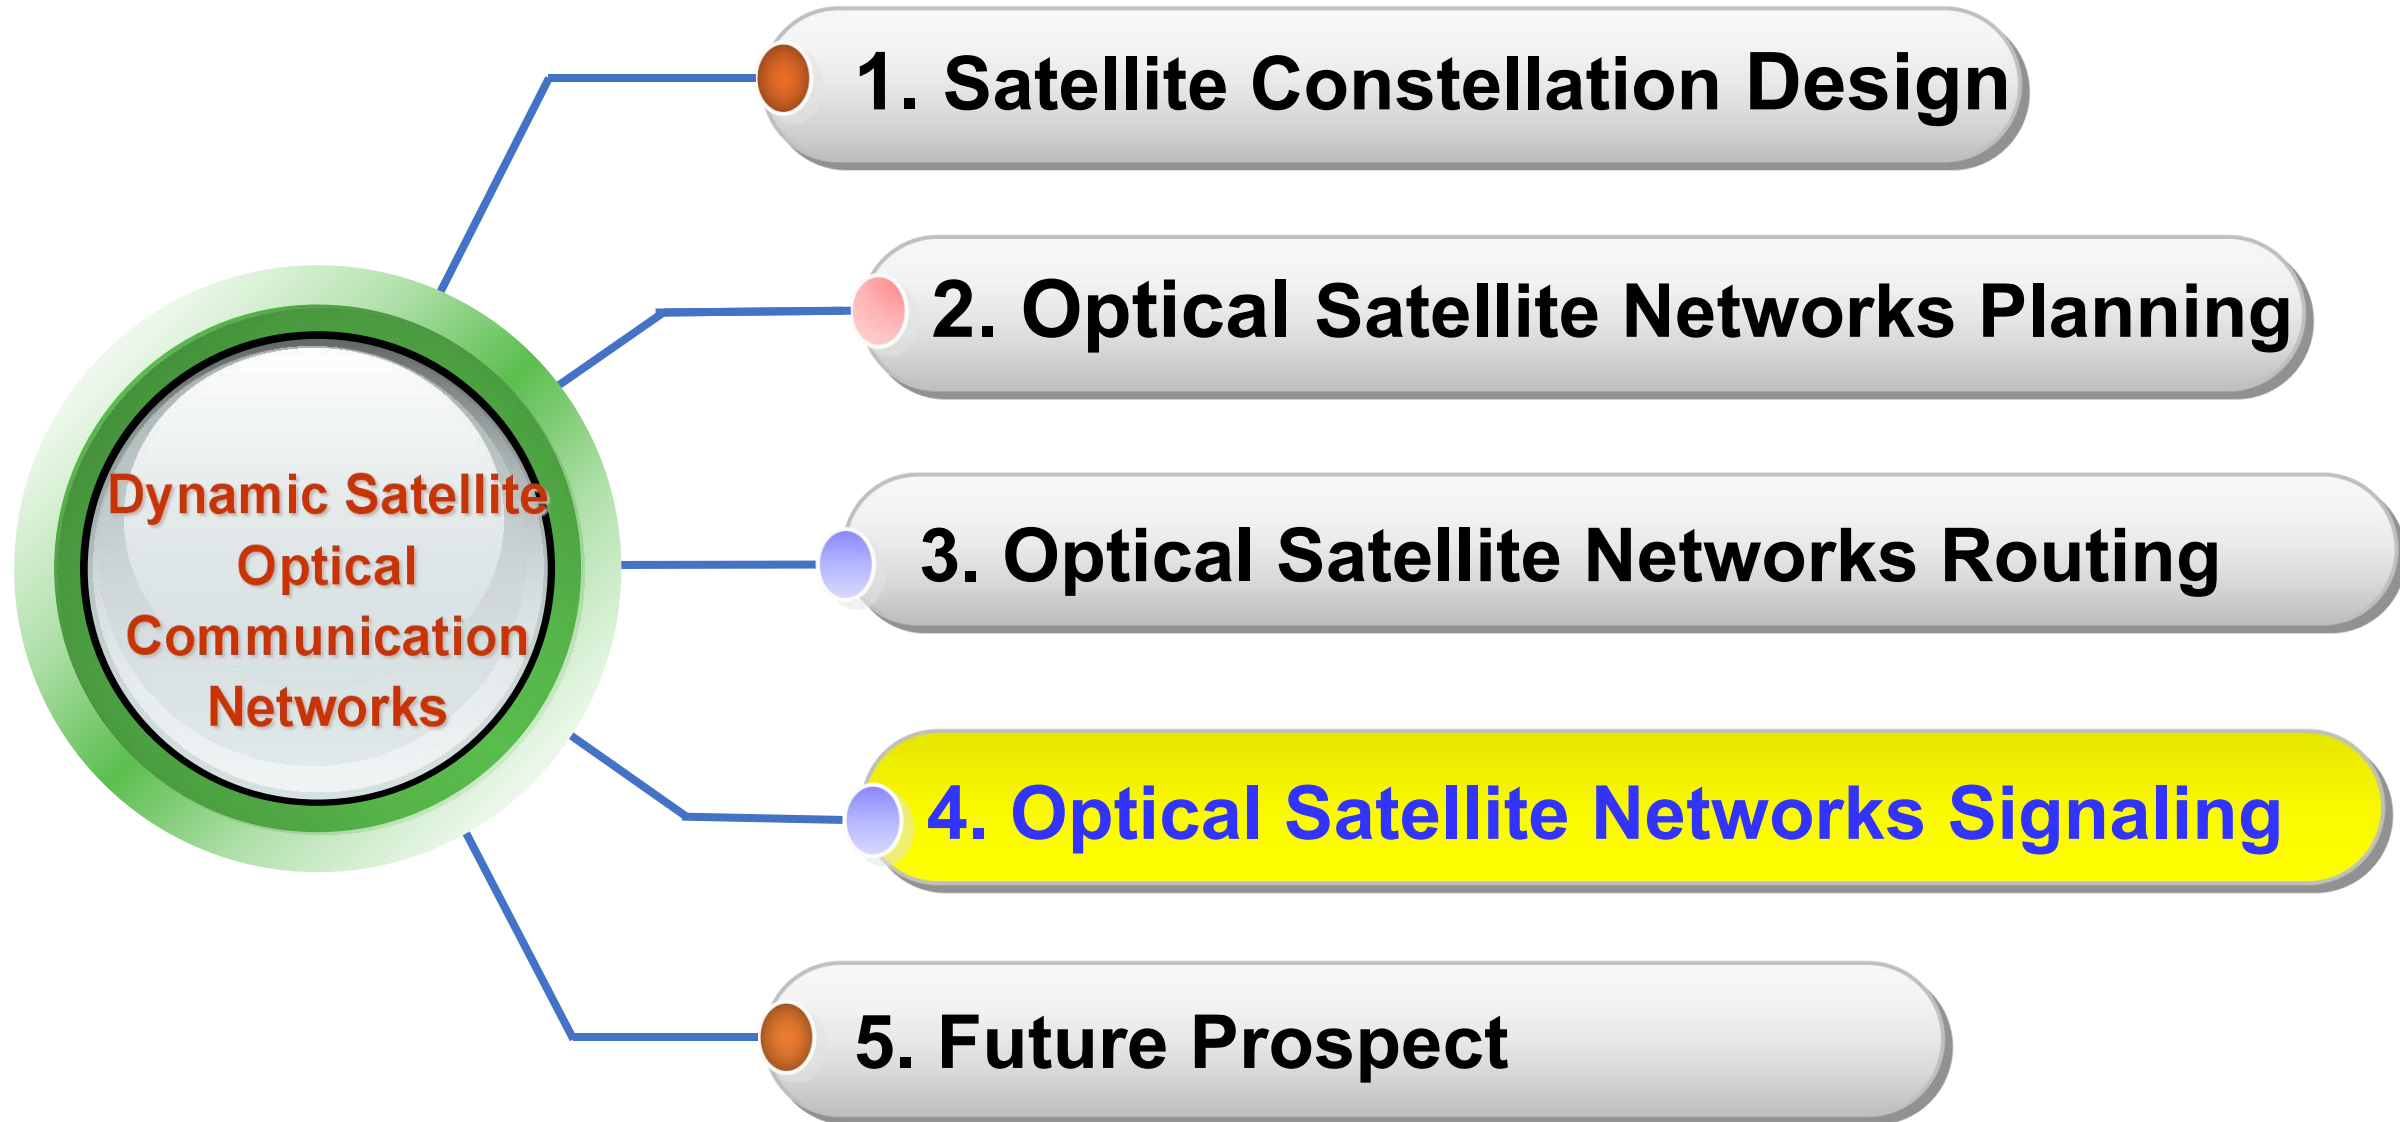 1. Satellite Constellation Design
2. Optical Satellite Networks Planning
3. Optical Satellite Networks Routing
4. Optical Satellite Networks Signaling
5. Future Prospect
Dynamic Satellite
Optical
Communication
Networks